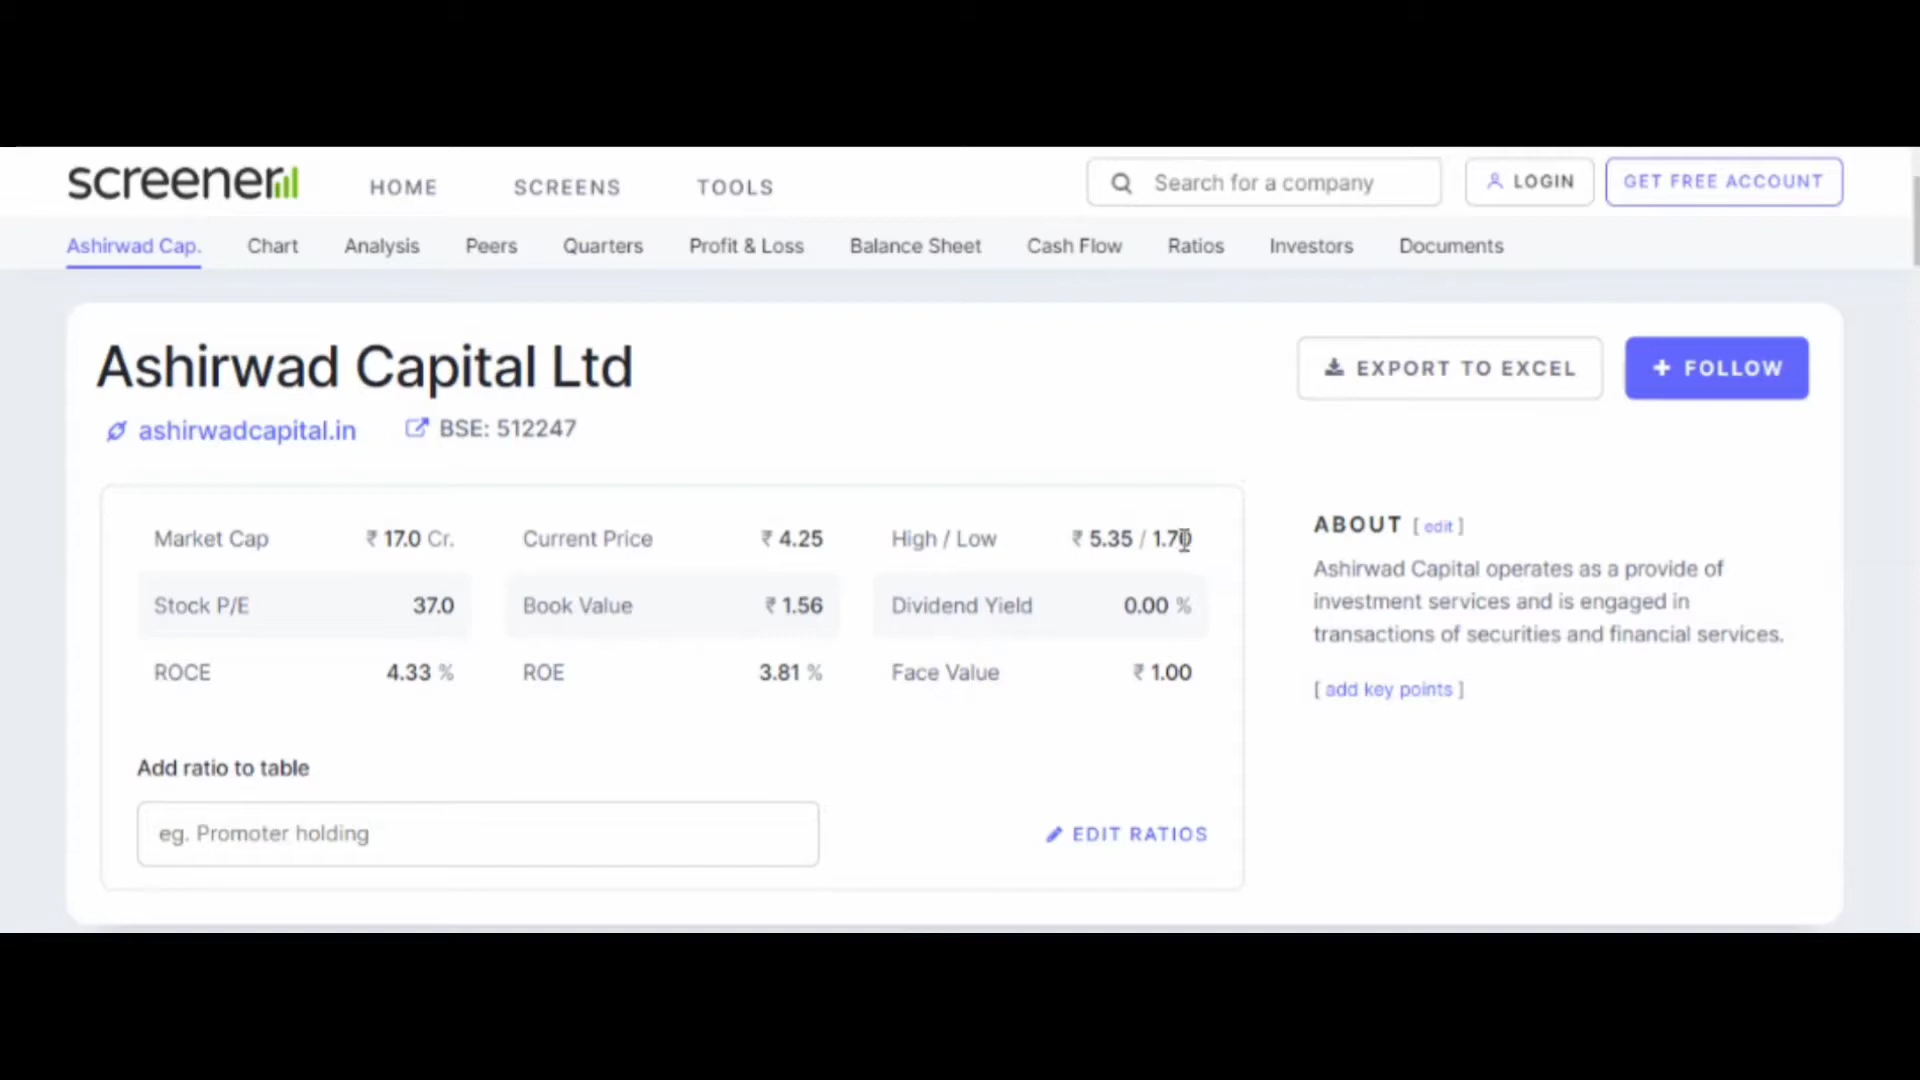 screener HOME SCREENS TOOLS Search for a company LOGIN GET FREE ACCOUNT
Ashirwad Cap. Chart Analysis Peers Quarters Profit & Loss Balance Sheet Cash Flow Ratios Investors Documents
Ashirwad Capital Ltd
EXPORT TO EXCEL + FOLLOW
ashirwadcapital.in BSE: 512247
Market Cap ₹ 17.0 Cr. Current Price ₹ 4.25 High / Low ₹ 5.35 / 1.70
Stock P/E 37.0 Book Value ₹ 1.56 Dividend Yield 0.00 %
ROCE 4.33 % ROE 3.81 % Face Value ₹ 1.00
Add ratio to table
eg. Promoter holding
EDIT RATIOS
ABOUT [ edit ]
Ashirwad Capital operates as a provide of
investment services and is engaged in
transactions of securities and financial services.
[ add key points ]